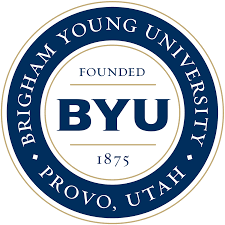 BRIGHAM YOUNG UNIVERSITY
FOUNDED
BYU
1875
PROVO, UTAH